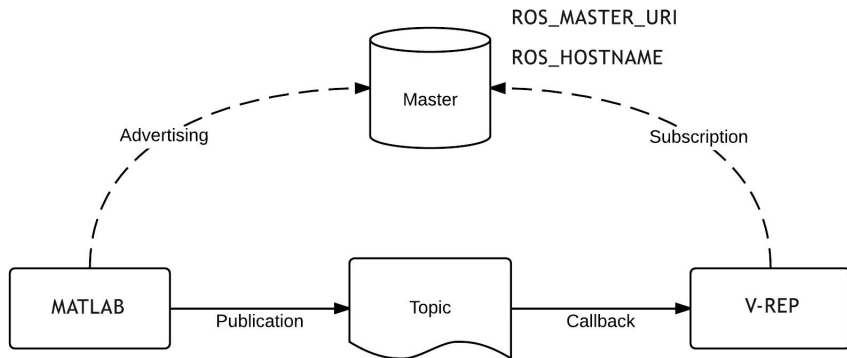 ROS_MASTER_URI
ROS_HOSTNAME
Master
Advertising
Subscription
MATLAB
Publication
Topic
Callback
V-REP